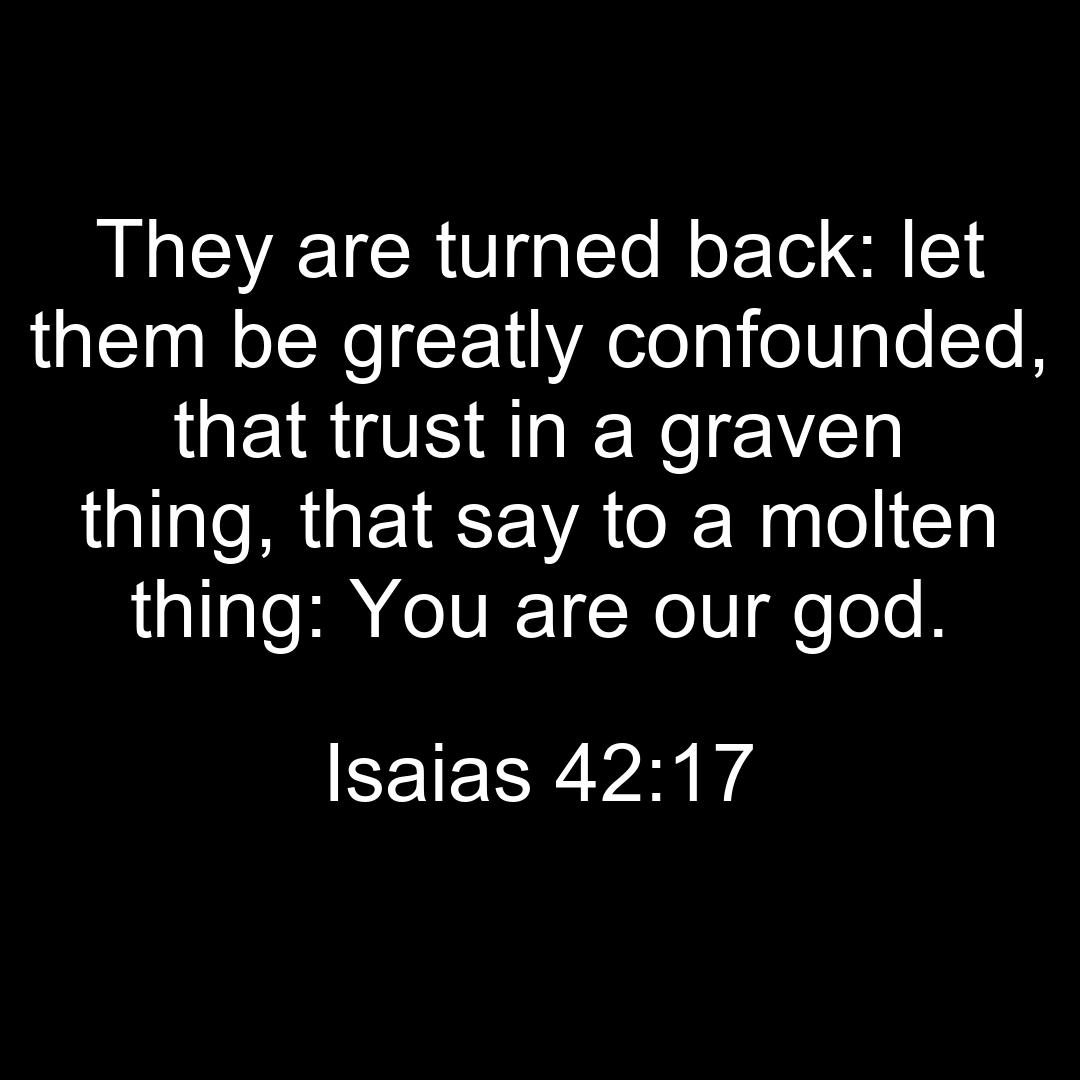 They are turned back: let
them be greatly confounded,
that trust in a graven
thing, that say to a molten
thing: You are our god.
Isaias 42:17